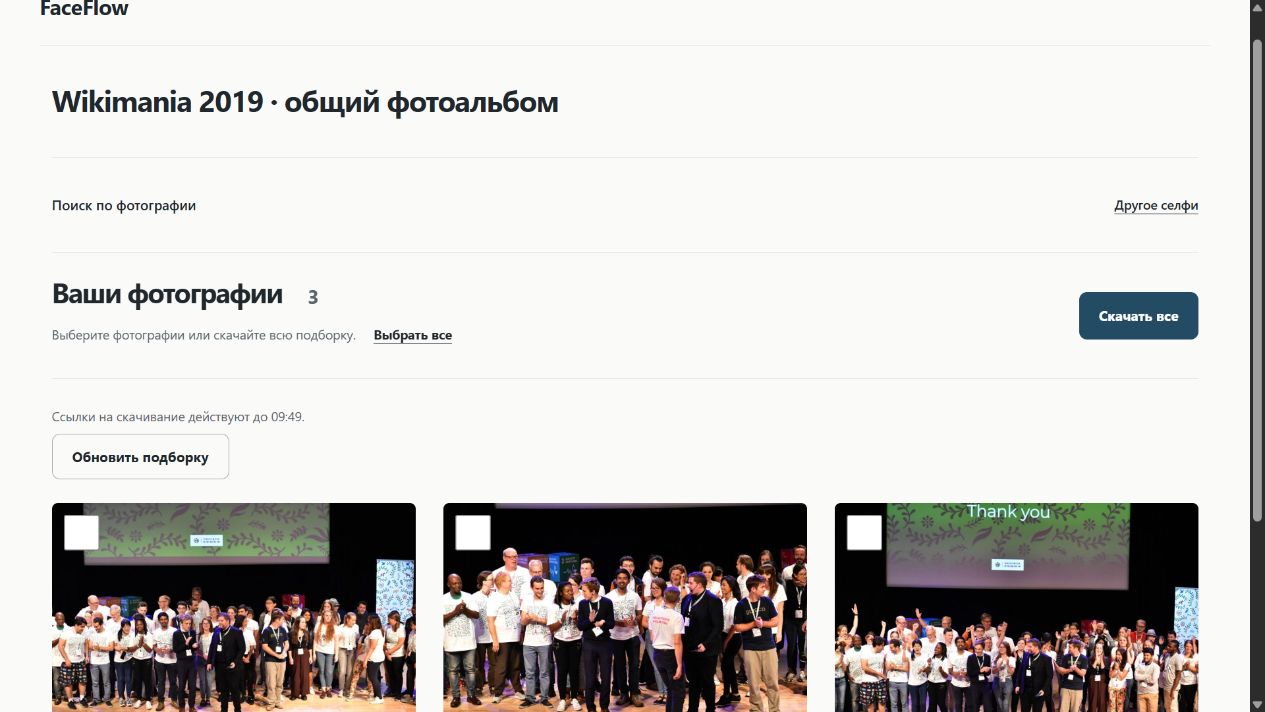 FaceFlow
Wikimania 2019 · общий фотоальбом
Поиск по фотографии
Другое селфи
Ваши фотографии 3
Скачать все
Выберите фотографии или скачайте всю подборку. Выбрать все
Ссылки на скачивание действуют до 09:49.
Обновить подборку
Thank you